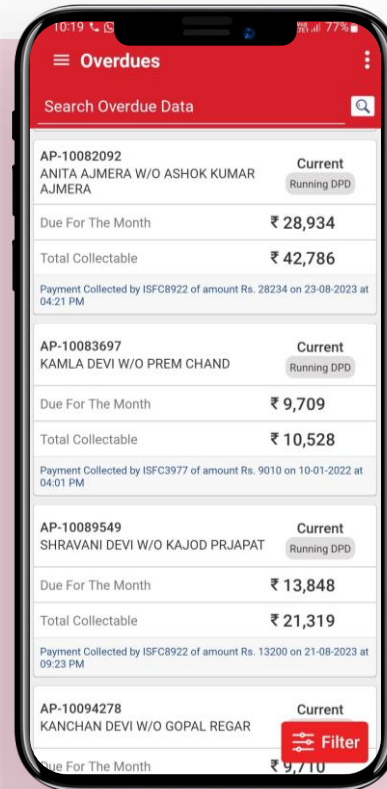 10:19
77%
Overdues
Search Overdue Data
AP-10082092
ANITA AJMERA W/O ASHOK KUMAR
AJMERA
Current
Running DPD
Due For The Month
₹ 28,934
Total Collectable
₹ 42,786
Payment Collected by ISFC8922 of amount Rs. 28234 on 23-08-2023 at
04:21 PM
AP-10083697
KAMLA DEVI W/O PREM CHAND
Current
Running DPD
Due For The Month
₹ 9,709
Total Collectable
₹ 10,528
Payment Collected by ISFC3977 of amount Rs. 9010 on 10-01-2022 at
04:01 PM
AP-10089549
SHRAVANI DEVI W/O KAJOD PRJAPAT
Current
Running DPD
Due For The Month
₹ 13,848
Total Collectable
₹ 21,319
Payment Collected by ISFC8922 of amount Rs. 13200 on 21-08-2023 at
09:23 PM
AP-10094278
KANCHAN DEVI W/O GOPAL REGAR
Current
Filter
Due For The Month
₹ 9,710